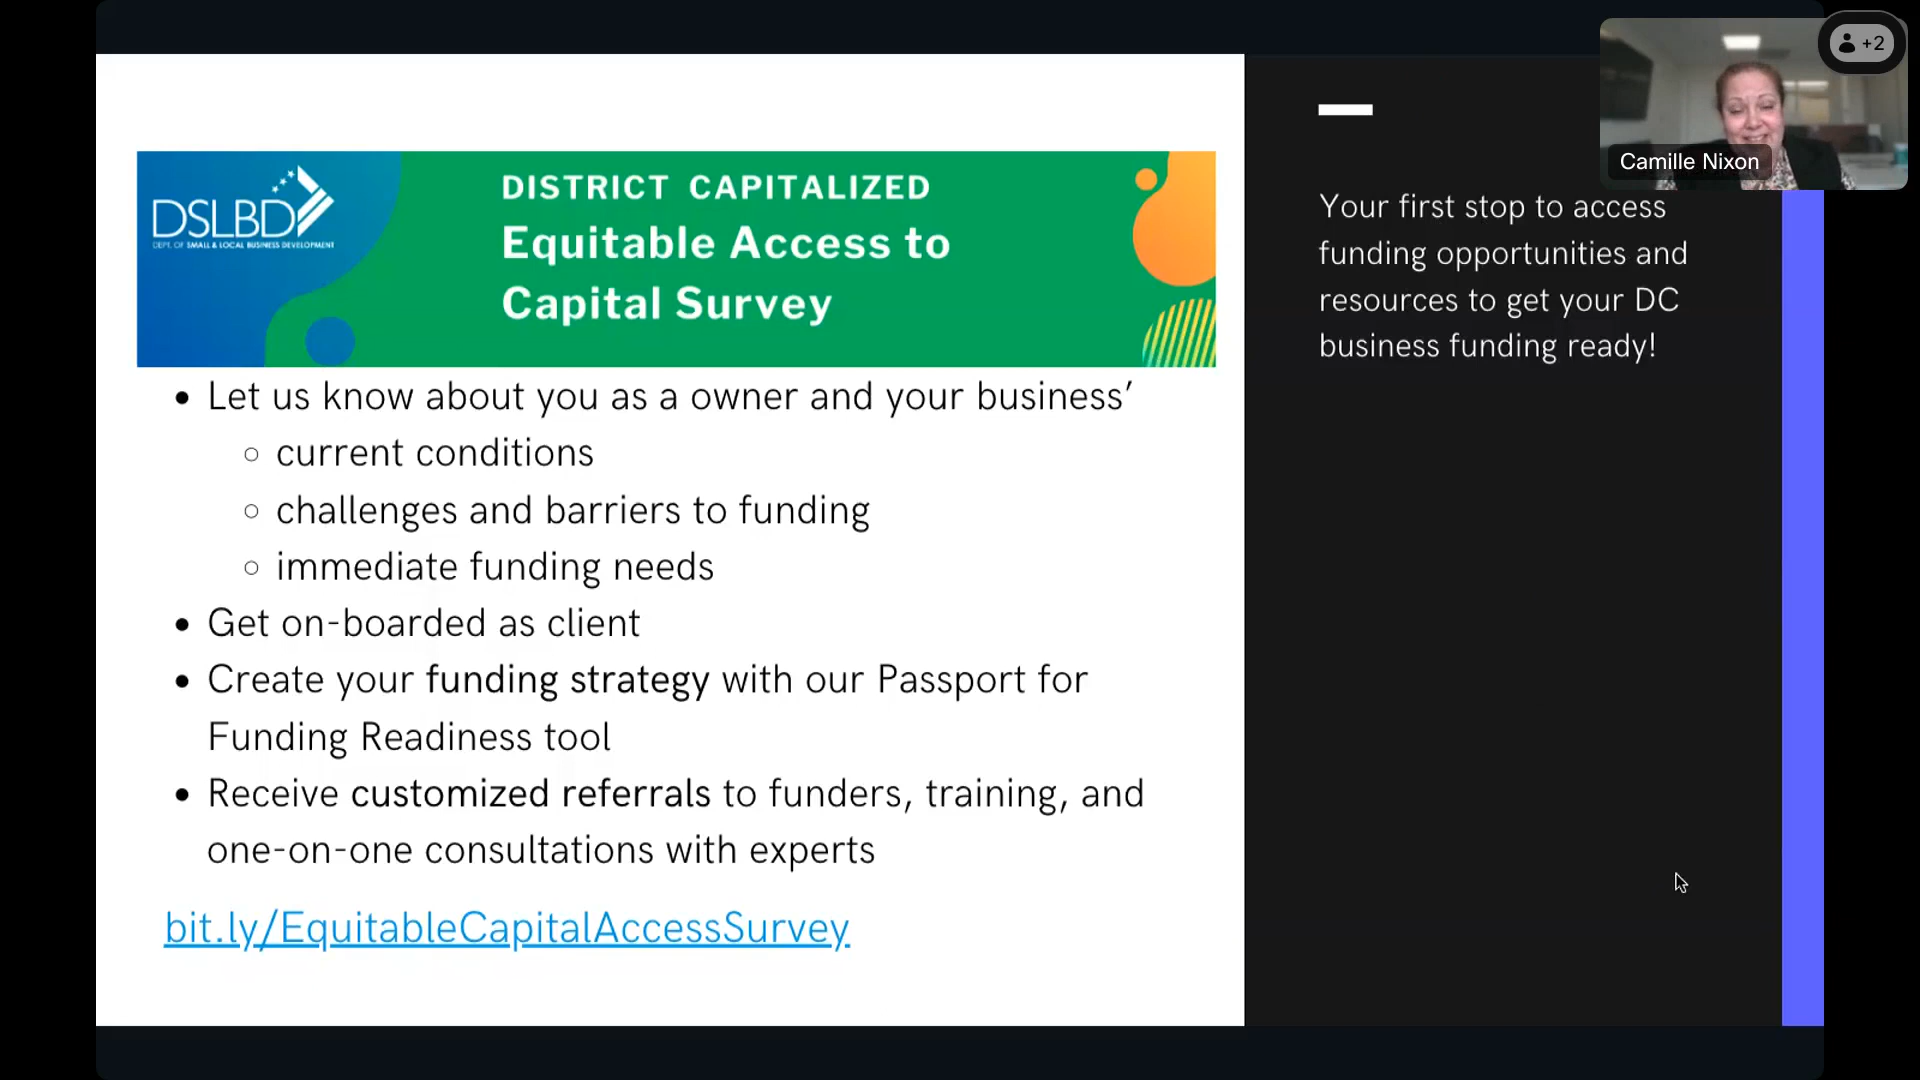 DSLBD
DEPT. OF SMALL & LOCAL BUSINESS DEVELOPMENT
DISTRICT CAPITALIZED
Equitable Access to
Capital Survey
• Let us know about you as a owner and your business’
○ current conditions
○ challenges and barriers to funding
○ immediate funding needs
• Get on-boarded as client
• Create your funding strategy with our Passport for
Funding Readiness tool
• Receive customized referrals to funders, training, and
one-on-one consultations with experts
bit.ly/EquitableCapitalAccessSurvey
Your first stop to access
funding opportunities and
resources to get your DC
business funding ready!
+2
Camille Nixon